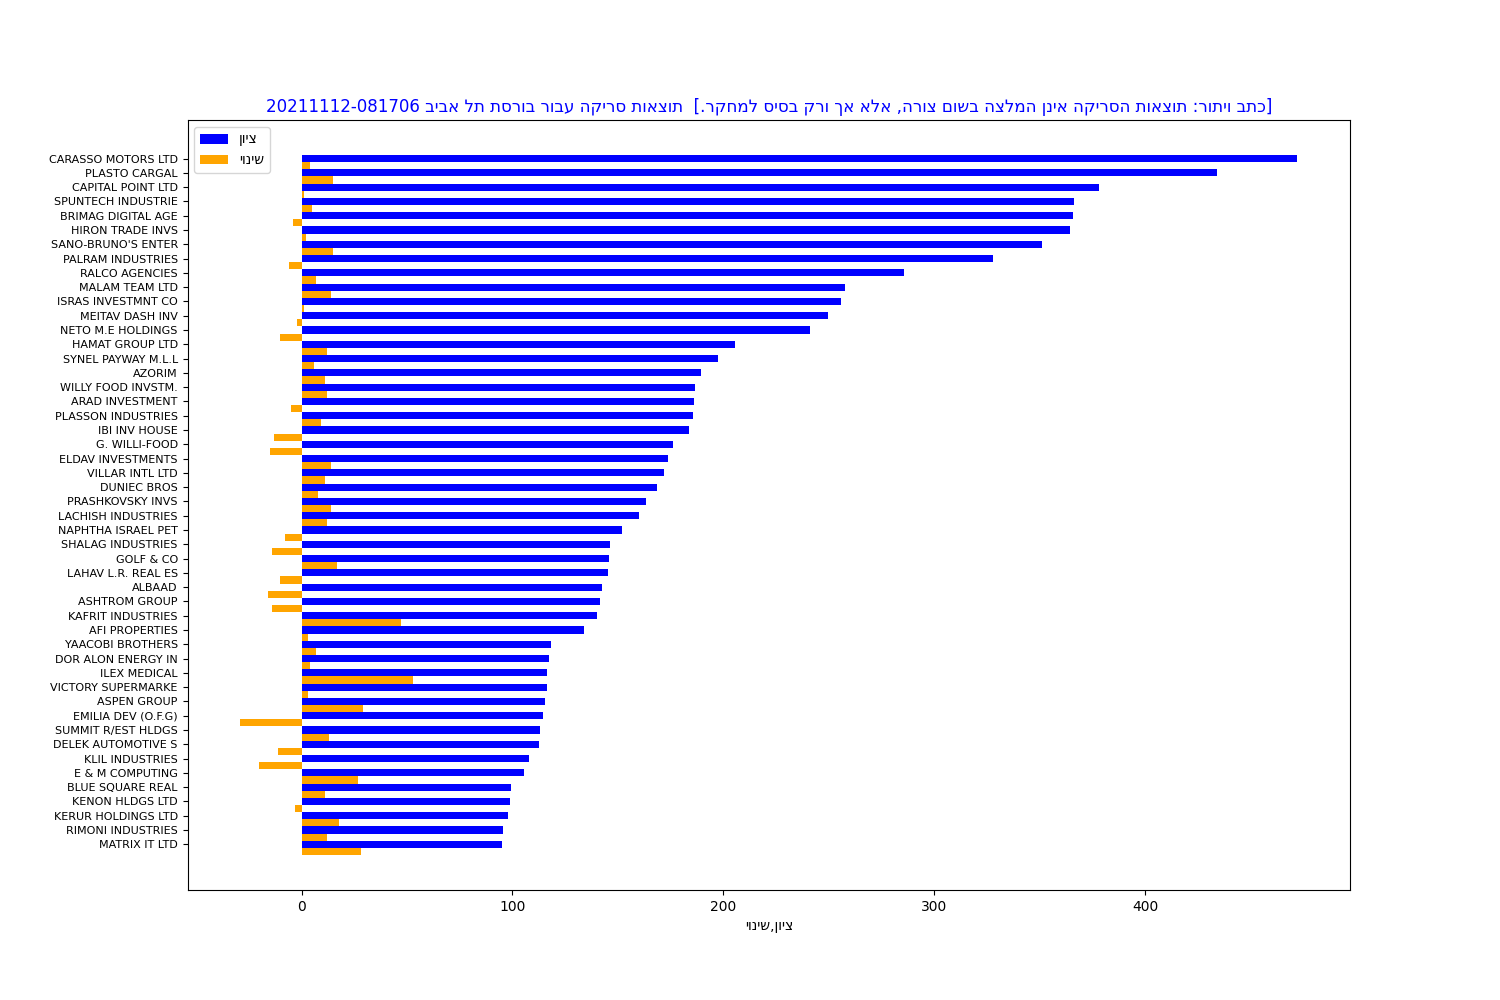 [כתב ויתור: תוצאות הסריקה אינן המלצה בשום צורה, אלא אך ורק בסיס למחקר.] תוצאות סריקה עבור בורסת תל אביב 20211112-081706
ציון
שינוי
CARASSO MOTORS LTD
PLASTO CARGAL
CAPITAL POINT LTD
SPUNTECH INDUSTRIE
BRIMAG DIGITAL AGE
HIRON TRADE INVS
SANO-BRUNO'S ENTER
PALRAM INDUSTRIES
RALCO AGENCIES
MALAM TEAM LTD
ISRAS INVESTMNT CO
MEITAV DASH INV
NETO M.E HOLDINGS
HAMAT GROUP LTD
SYNEL PAYWAY M.L.L
AZORIM
WILLY FOOD INVSTM.
ARAD INVESTMENT
PLASSON INDUSTRIES
IBI INV HOUSE
G. WILLI-FOOD
ELDAV INVESTMENTS
VILLAR INTL LTD
DUNIEC BROS
PRASHKOVSKY INVS
LACHISH INDUSTRIES
NAPHTHA ISRAEL PET
SHALAG INDUSTRIES
GOLF & CO
LAHAV L.R. REAL ES
ALBAAD
ASHTROM GROUP
KAFRIT INDUSTRIES
AFI PROPERTIES
YAACOBI BROTHERS
DOR ALON ENERGY IN
ILEX MEDICAL
VICTORY SUPERMARKE
ASPEN GROUP
EMILIA DEV (O.F.G)
SUMMIT R/EST HLDGS
DELEK AUTOMOTIVE S
KLIL INDUSTRIES
E & M COMPUTING
BLUE SQUARE REAL
KENON HLDGS LTD
KERUR HOLDINGS LTD
RIMONI INDUSTRIES
MATRIX IT LTD
0 100 200 300 400
ציון,שינוי